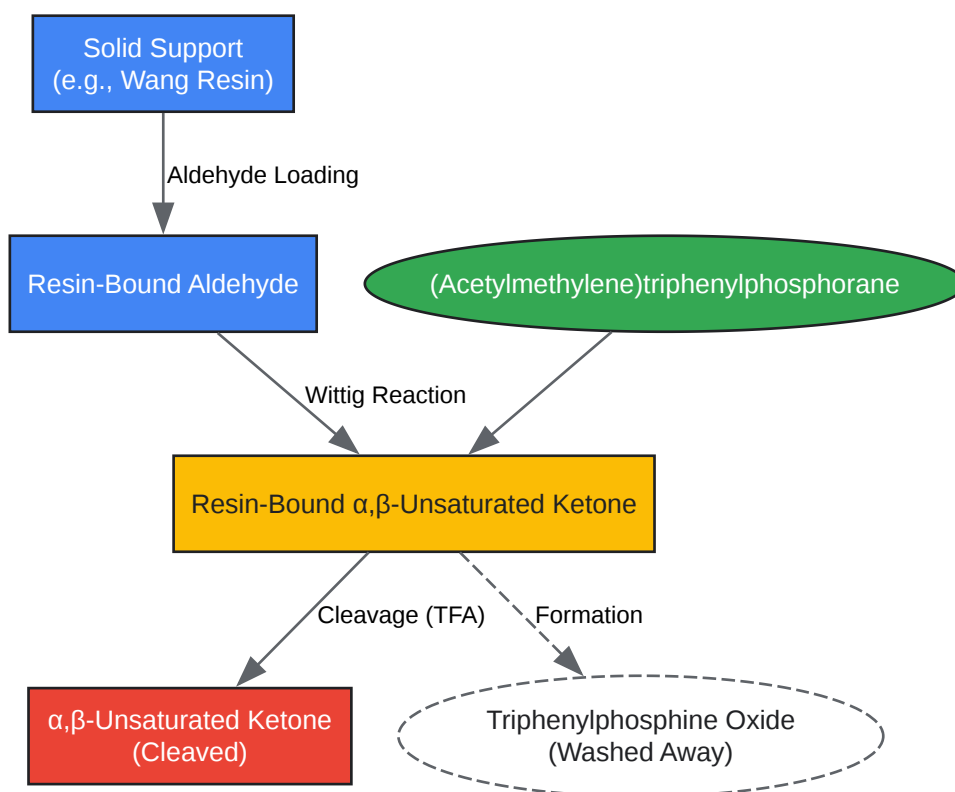 Solid Support
(e.g., Wang Resin)
Aldehyde Loading
Resin-Bound Aldehyde
(Acetylmethylene)triphenylphosphorane
Wittig Reaction
Resin-Bound α,β-Unsaturated Ketone
Cleavage (TFA)
Formation
α,β-Unsaturated Ketone
(Cleaved)
Triphenylphosphine Oxide
(Washed Away)